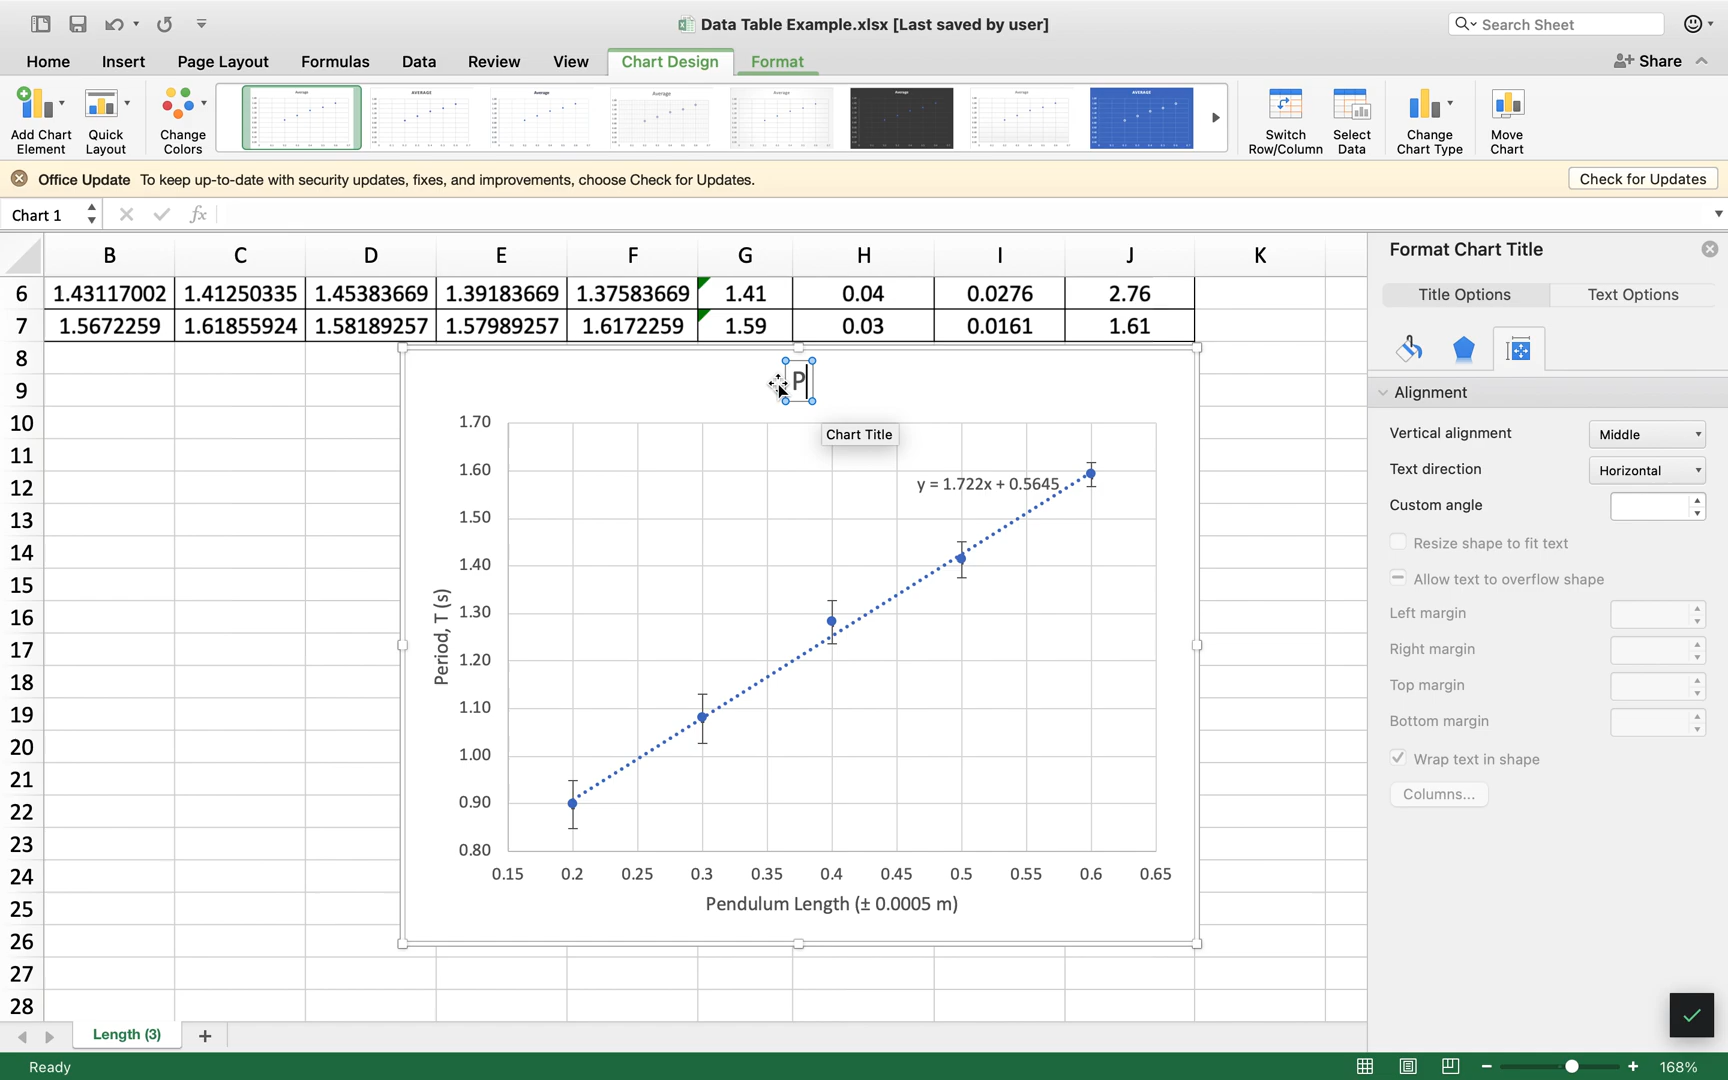 Data Table Example.xlsx [Last saved by user]
Search Sheet
Home Insert Page Layout Formulas Data Review View Chart Design Format Share
Add Chart Element
Quick Layout
Change Colors
Average
AVERAGE
Average
Average
Average
Average
Average
AVERAGE
Switch Row/Column
Select Data
Change Chart Type
Move Chart
Office Update To keep up-to-date with security updates, fixes, and improvements, choose Check for Updates.
Check for Updates
Chart 1
fx
B C D E F G H I J K
6 1.43117002 1.41250335 1.45383669 1.39183669 1.37583669 1.41 0.04 0.0276 2.76
7 1.5672259 1.61855924 1.58189257 1.57989257 1.6172259 1.59 0.03 0.0161 1.61
8
9
10
11
12
13
14
15
16
17
18
19
20
21
22
23
24
25
26
27
28
P
Chart Title
y = 1.722x + 0.5645
1.70
1.60
1.50
1.40
1.30
1.20
1.10
1.00
0.90
0.80
Period, T (s)
0.15 0.2 0.25 0.3 0.35 0.4 0.45 0.5 0.55 0.6 0.65
Pendulum Length (± 0.0005 m)
Format Chart Title
Title Options Text Options
Alignment
Vertical alignment Middle
Text direction Horizontal
Custom angle
Resize shape to fit text
Allow text to overflow shape
Left margin
Right margin
Top margin
Bottom margin
Wrap text in shape
Columns...
Length (3)
Ready
168%